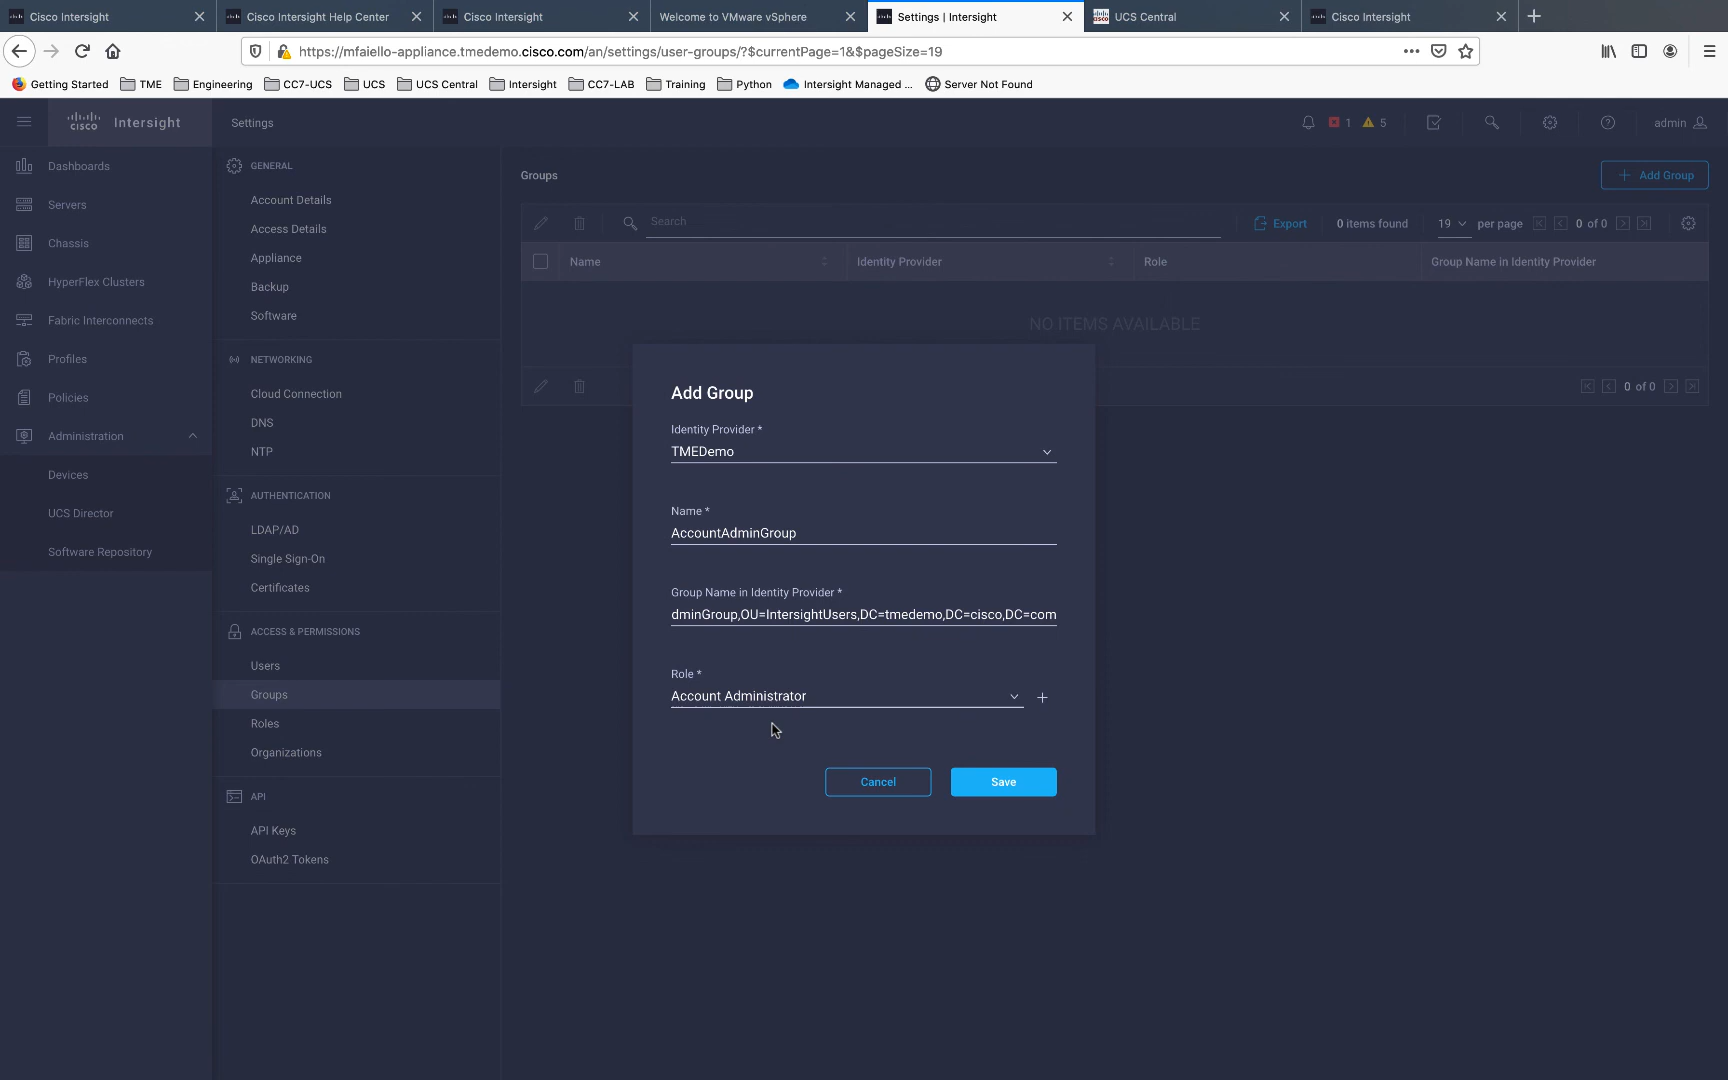 Cisco Intersight
Cisco Intersight Help Center
Cisco Intersight
Welcome to VMware vSphere
Settings | Intersight
UCS Central
Cisco Intersight
https://mfaiello-appliance.tmedemo.cisco.com/an/settings/user-groups/?$currentPage=1&$pageSize=19
Getting Started TME Engineering CC7-UCS UCS UCS Central Intersight CC7-LAB Training Python Intersight Managed ... Server Not Found
cisco Intersight
Settings
1 5
admin
Dashboards
Servers
Chassis
HyperFlex Clusters
Fabric Interconnects
Profiles
Policies
Administration
Devices
UCS Director
Software Repository
GENERAL
Account Details
Access Details
Appliance
Backup
Software
NETWORKING
Cloud Connection
DNS
NTP
AUTHENTICATION
LDAP/AD
Single Sign-On
Certificates
ACCESS & PERMISSIONS
Users
Groups
Roles
Organizations
API
API Keys
OAuth2 Tokens
Groups
Add Group
Search
Export 0 items found 19 per page 0 of 0
Name Identity Provider Role Group Name in Identity Provider
NO ITEMS AVAILABLE
0 of 0
Add Group
Identity Provider *
TMEDemo
Name *
AccountAdminGroup
Group Name in Identity Provider *
dminGroup,OU=IntersightUsers,DC=tmedemo,DC=cisco,DC=com
Role *
Account Administrator
Cancel Save